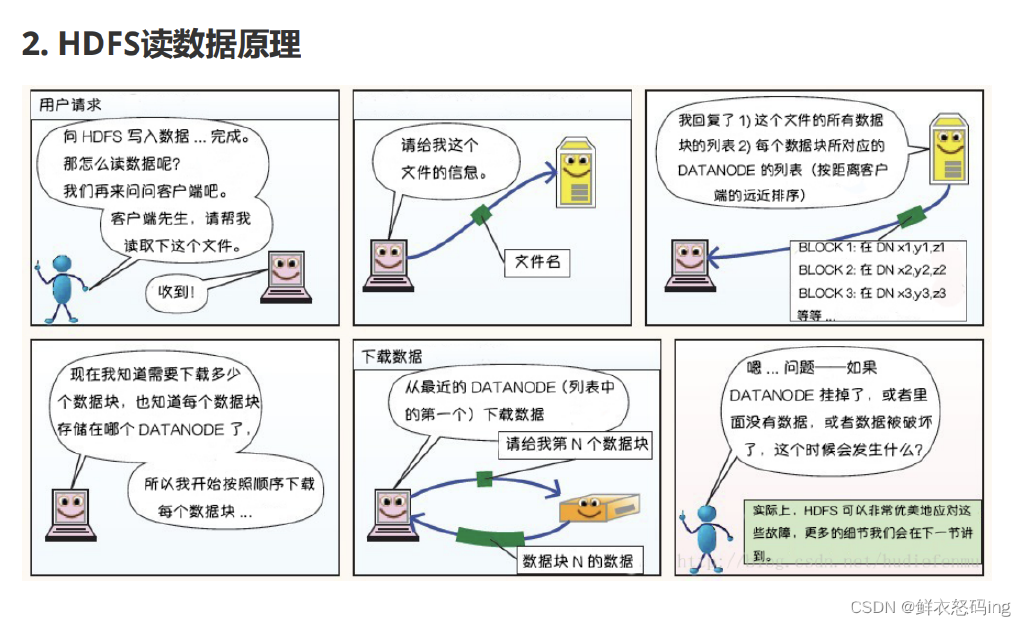 2. HDFS读数据原理
用户请求
向 HDFS 写入数据 ... 完成。
那怎么读数据呢?
我们再来问问客户端吧。
客户端先生，请帮我
读取下这个文件。
收到!
请给我这个
文件的信息。
文件名
我回复了 1) 这个文件的所有数据
块的列表 2) 每个数据块所对应的
DATANODE 的列表（按距离客户
端的远近排序）
BLOCK 1: 在 DN x1,y1,z1
BLOCK 2: 在 DN x2,y2,z2
BLOCK 3: 在 DN x3,y3,z3
等等 ...
现在我知道需要下载多少
个数据块，也知道每个数据块
存储在哪个 DATANODE 了，
所以我开始按照顺序下载
每个数据块 ...
下载数据
从最近的 DATANODE（列表中
的第一个）下载数据
请给我第 N 个数据块
数据块 N 的数据
嗯 ... 问题——如果
DATANODE 挂掉了，或者里
面没有数据，或者数据被破坏
了，这个时候会发生什么?
实际上，HDFS 可以非常优美地应对这
些故障，更多的细节我们会在下一节讲
到。
CSDN @鲜衣怒码ing